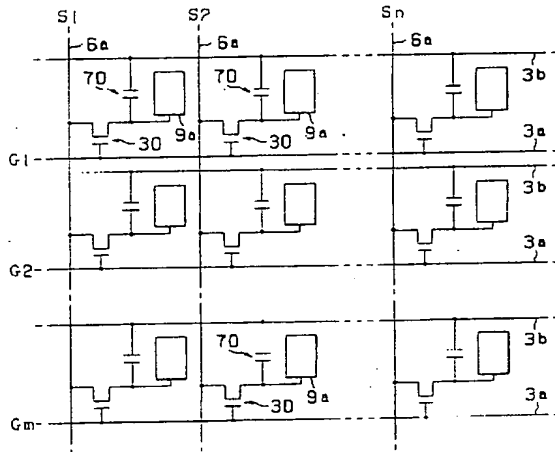 S1 S2 Sn
6a 6a 6a
70 70 3b
9a 9a
30 30 3a
G1
3b
G2 3a
70 3b
9a
30 3a
Gm